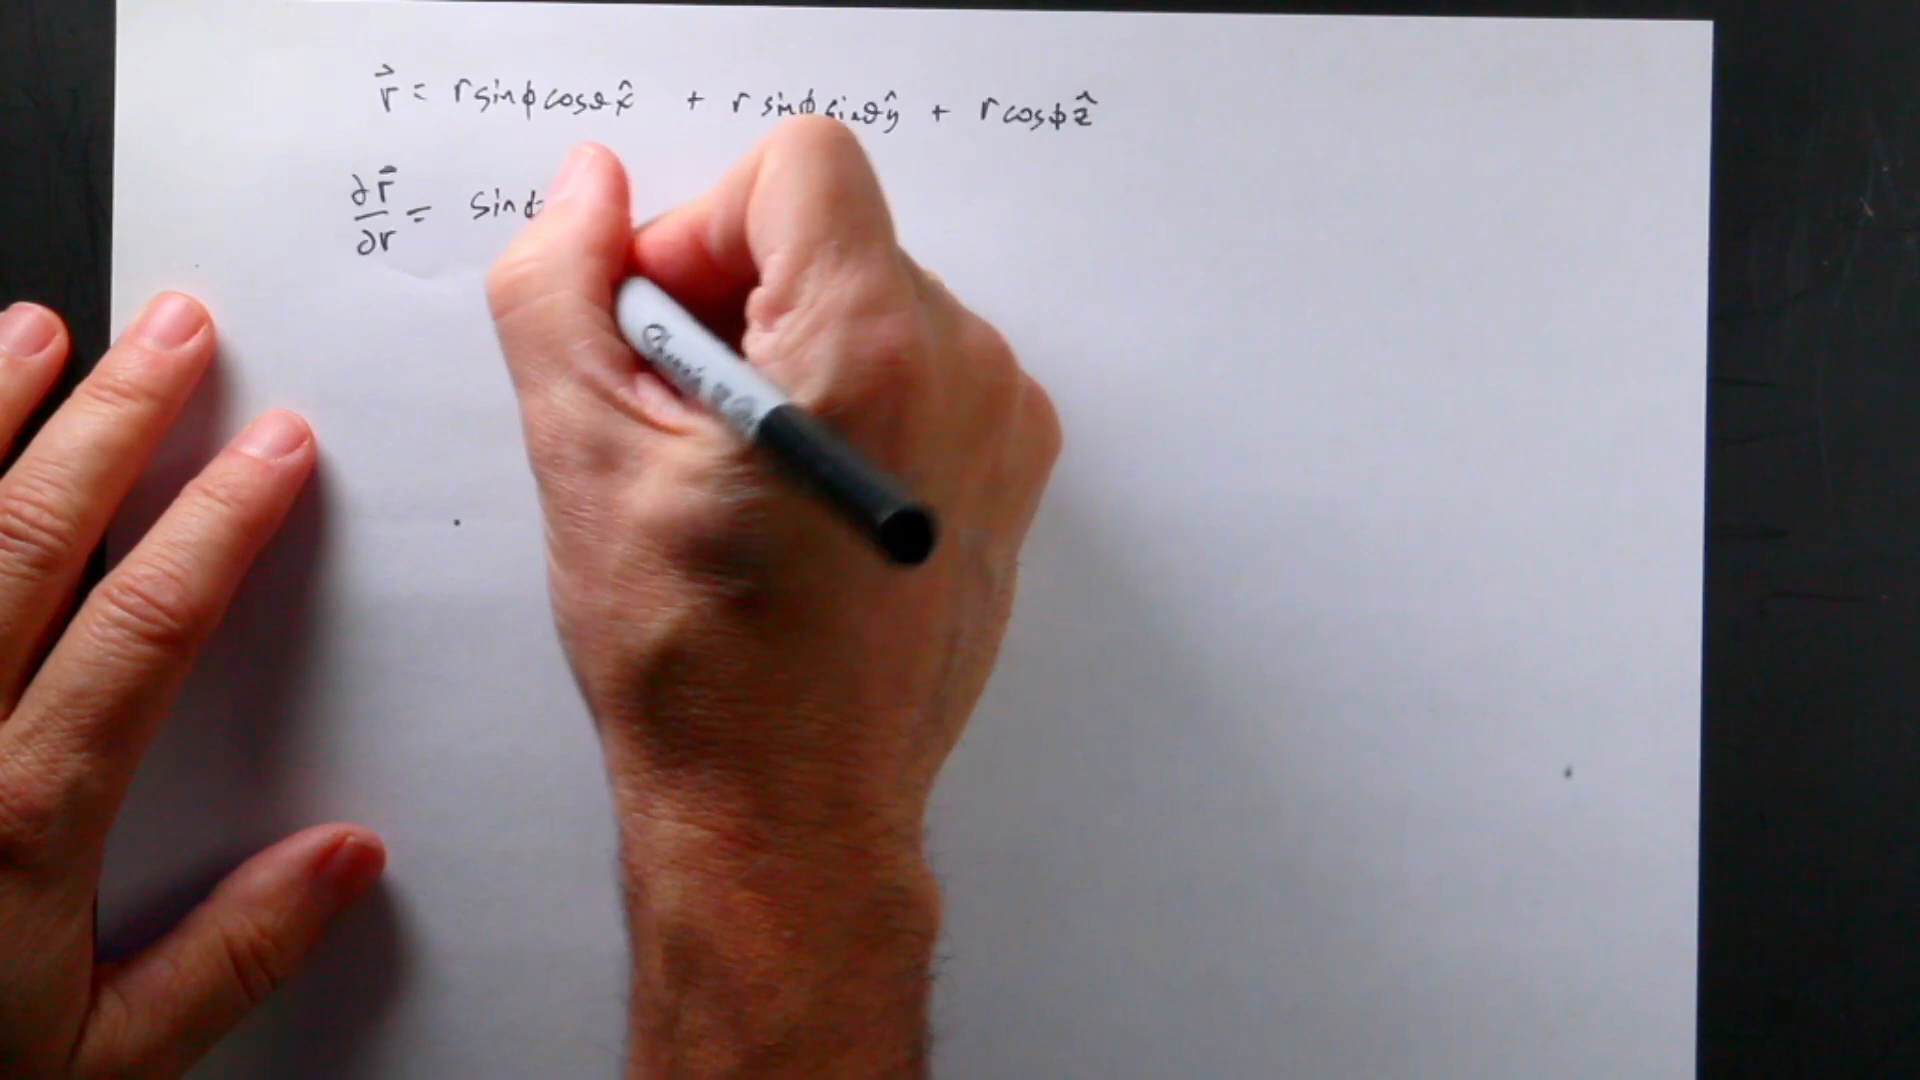 r⃗ = r sinϕ cosθ x̂ + r sinϕ sinθ ŷ + r cosϕ ẑ
∂r⃗/∂r = sinϕ